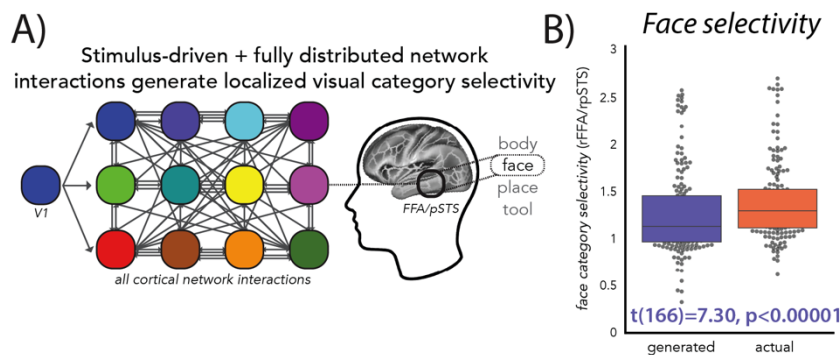 A)
Stimulus-driven + fully distributed network
interactions generate localized visual category selectivity
V1
all cortical network interactions
FFA/pSTS
body
face
place
tool
B)
Face selectivity
face category selectivity (rFFA/rpSTS)
3
2.5
2
1.5
1
0.5
0
t(166)=7.30, p<0.00001
generated
actual